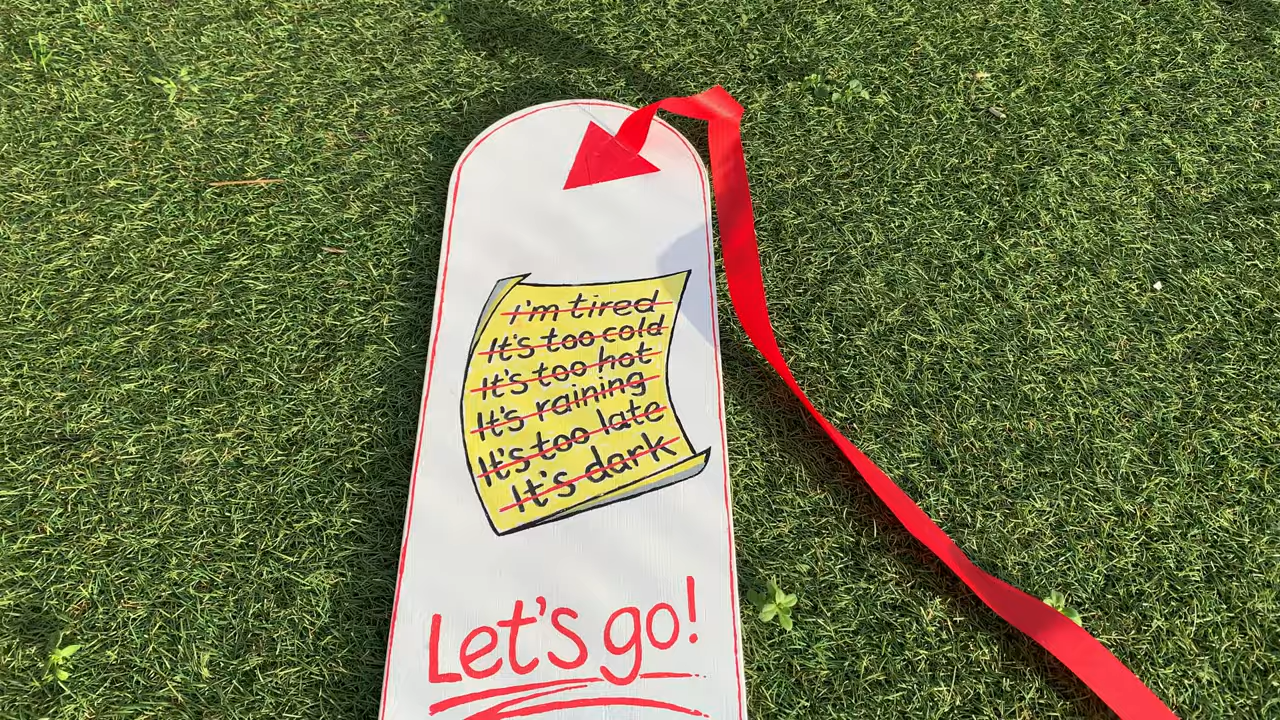 I'm tired
It's too cold
It's too hot
It's raining
It's too late
It's dark
Let's go!